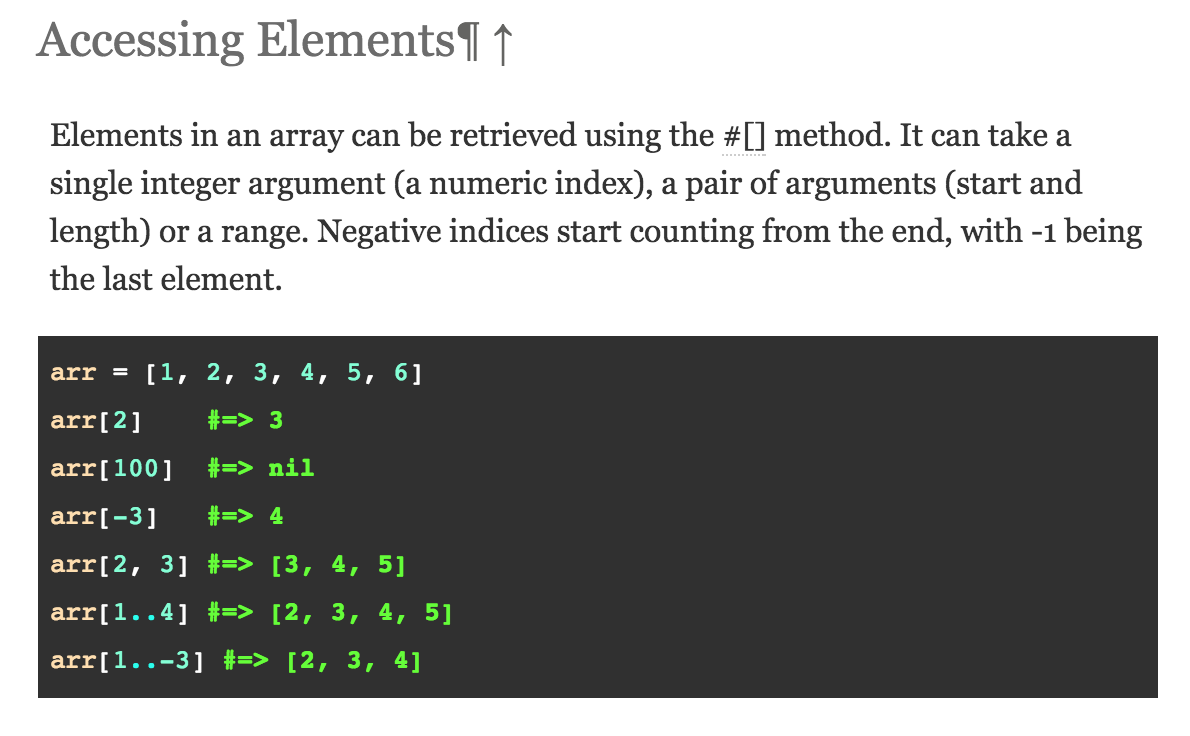 Accessing Elements¶ ↑
Elements in an array can be retrieved using the #[] method. It can take a
single integer argument (a numeric index), a pair of arguments (start and
length) or a range. Negative indices start counting from the end, with -1 being
the last element.
arr = [1, 2, 3, 4, 5, 6]
arr[2]    #=> 3
arr[100]  #=> nil
arr[-3]   #=> 4
arr[2, 3] #=> [3, 4, 5]
arr[1..4] #=> [2, 3, 4, 5]
arr[1..-3] #=> [2, 3, 4]